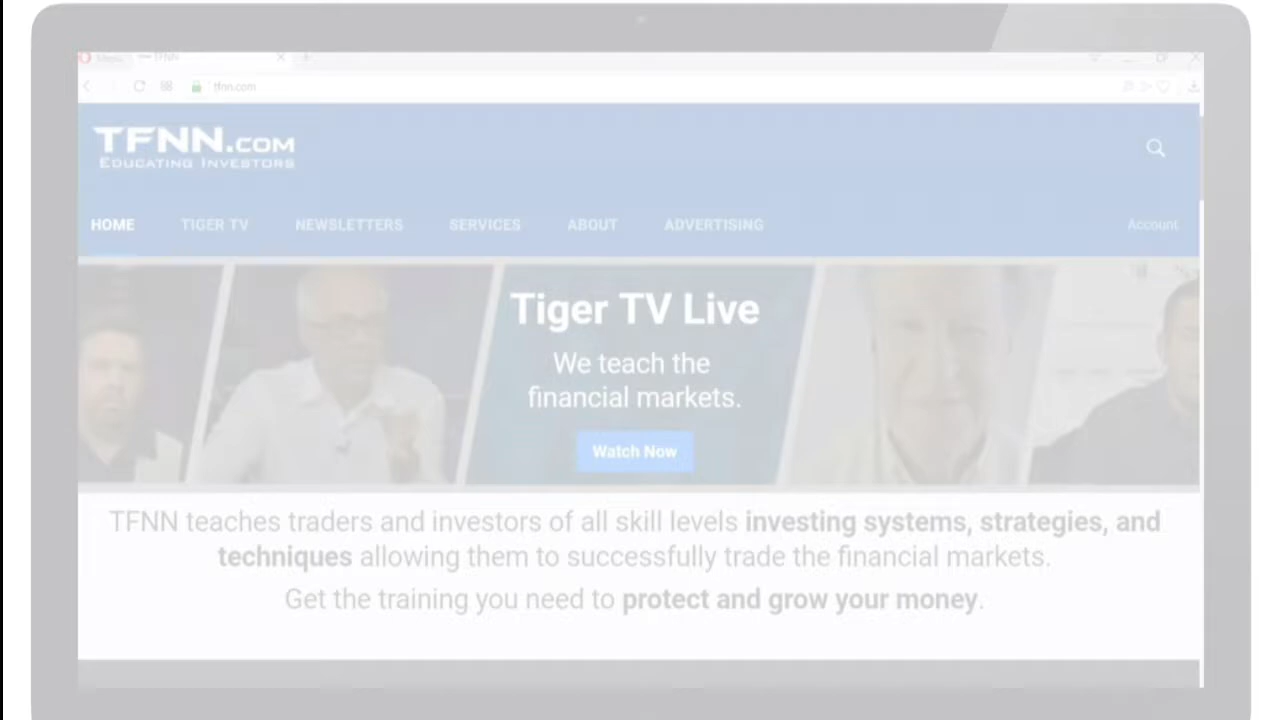 TFNN
tfnn.com
TFNN.COM
EDUCATING INVESTORS
HOME TIGER TV NEWSLETTERS SERVICES ABOUT ADVERTISING Account
Tiger TV Live
We teach the
financial markets.
Watch Now
TFNN teaches traders and investors of all skill levels investing systems, strategies, and
techniques allowing them to successfully trade the financial markets.
Get the training you need to protect and grow your money.